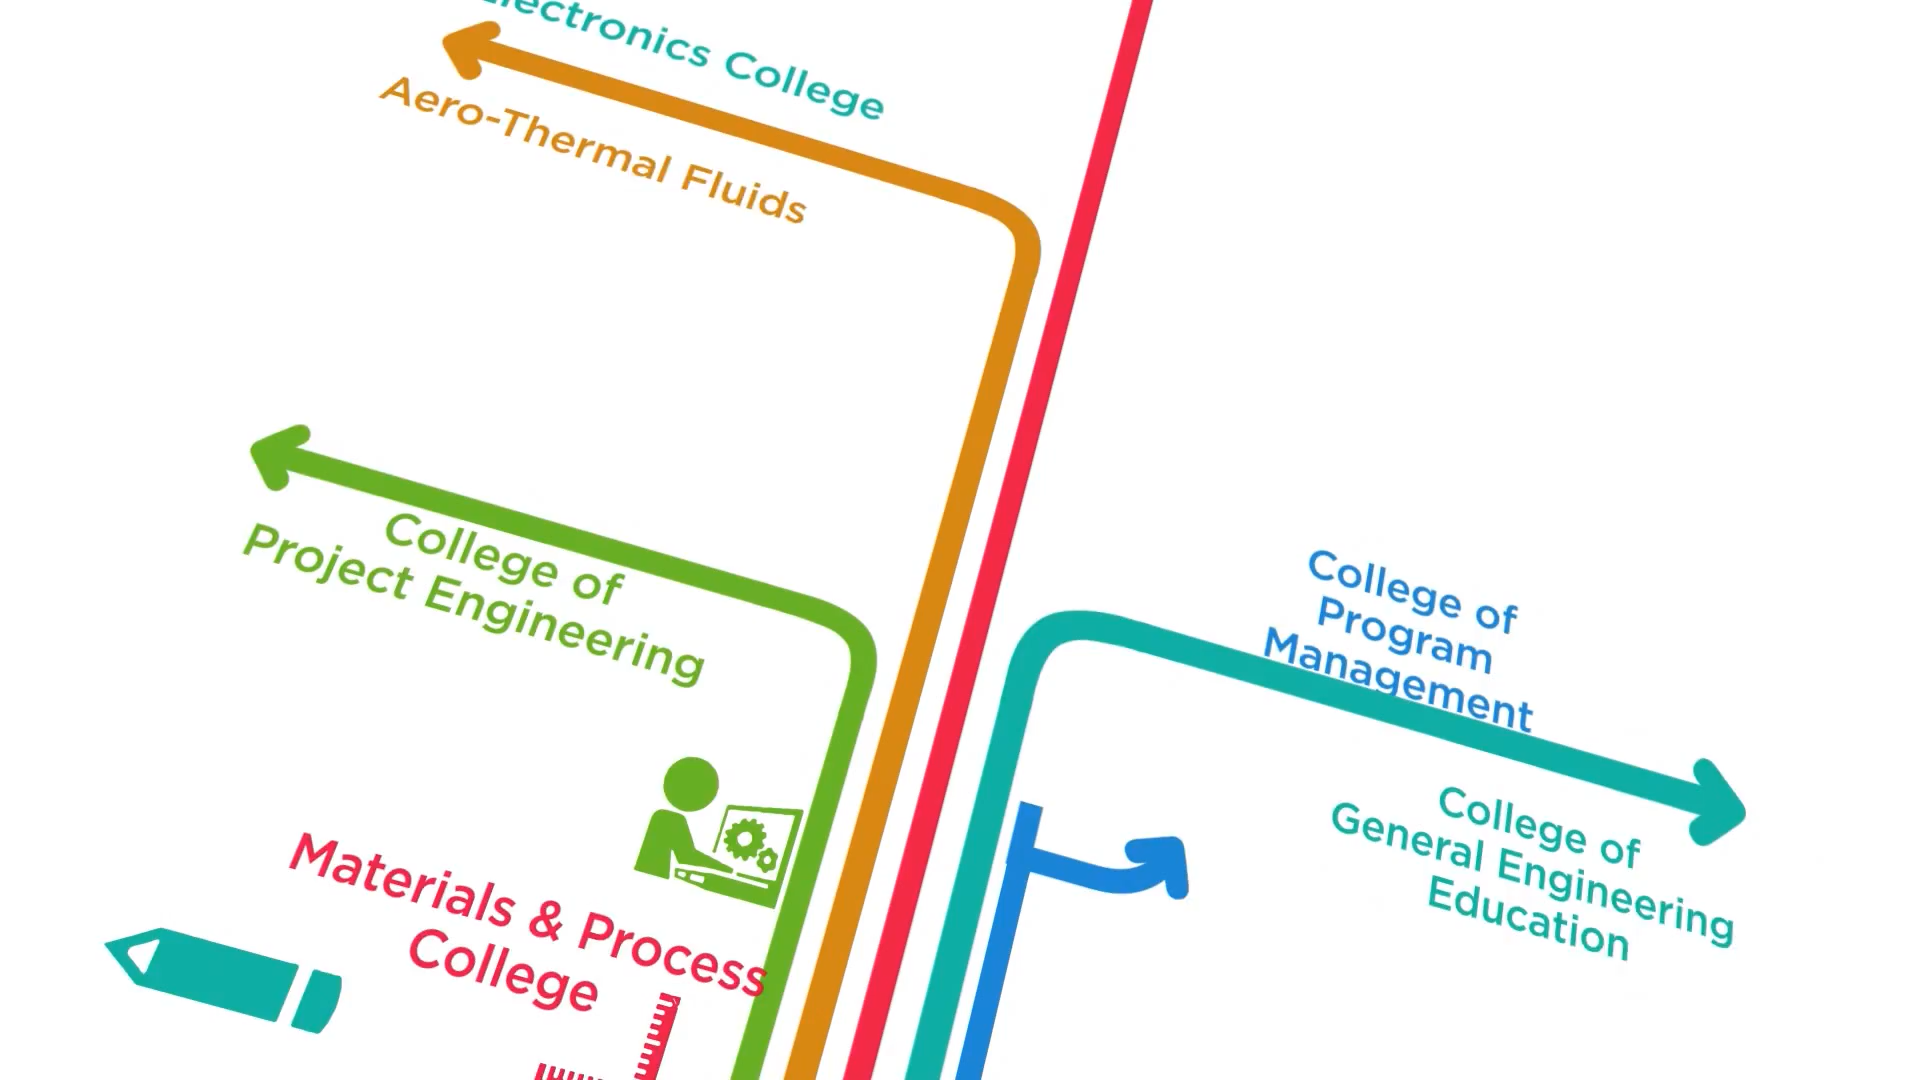 Electronics College
Aero-Thermal Fluids
College of
Project Engineering
College of
Program
Management
College of
General Engineering
Education
Materials & Process
College